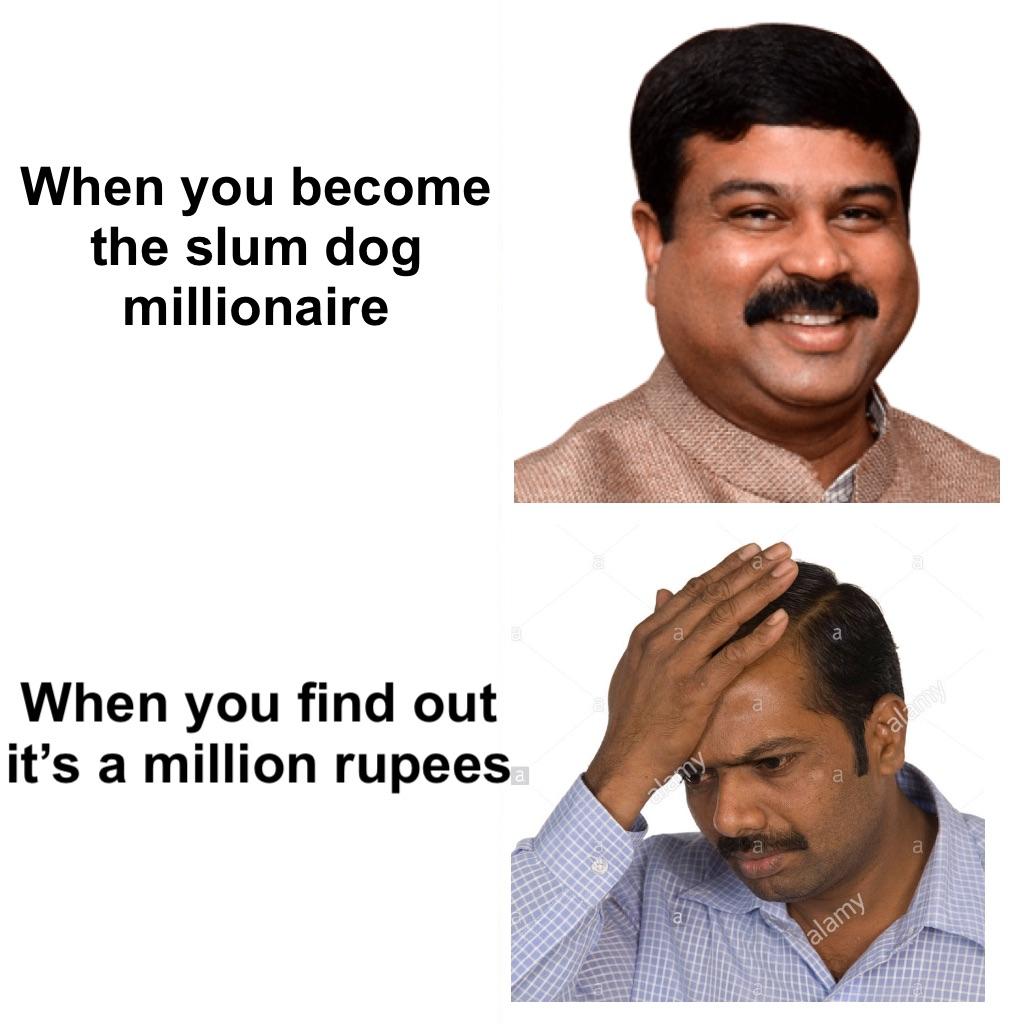 When you become
the slum dog
millionaire
When you find out
it’s a million rupees
a a
a a a
a a
alamy
a
alamy a
a a
a alamy
a a